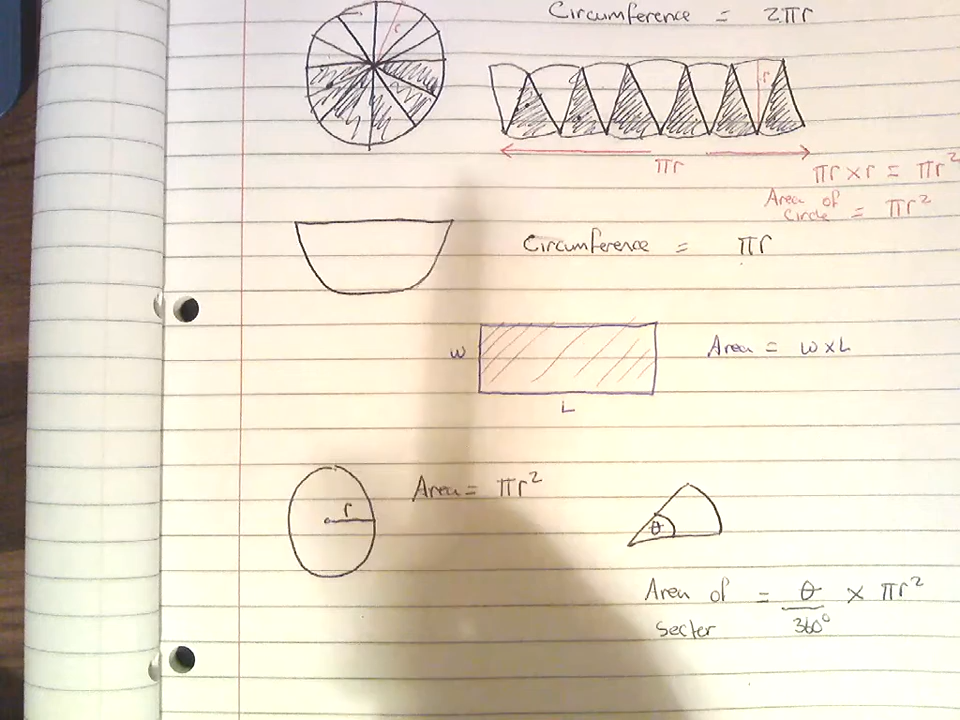 Circumference = 2πr
r
r
πr
πr × r = πr²
Area of
Circle = πr²
Circumference = πr
w
Area = w×L
L
Area = πr²
r
θ
Area of = θ/360° × πr²
sector